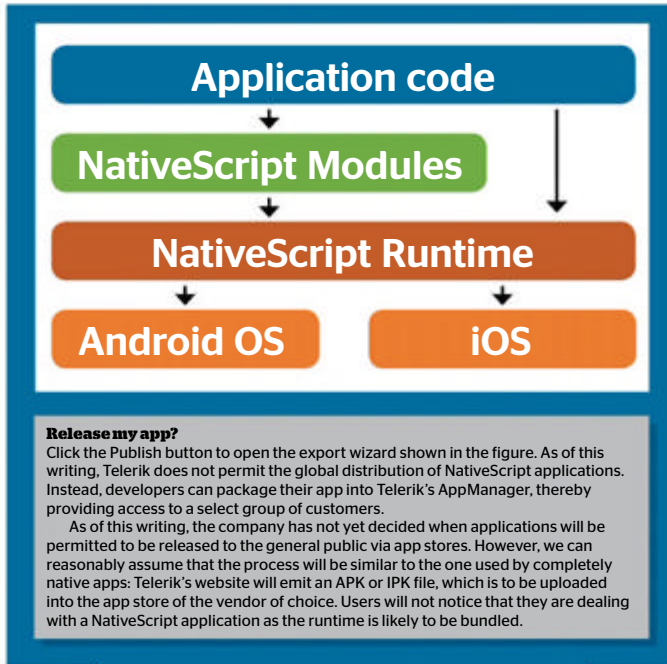 Application code
NativeScript Modules
NativeScript Runtime
Android OS
iOS
Release my app?
Click the Publish button to open the export wizard shown in the figure. As of this
writing, Telerik does not permit the global distribution of NativeScript applications.
Instead, developers can package their app into Telerik's AppManager, thereby
providing access to a select group of customers.
As of this writing, the company has not yet decided when applications will be
permitted to be released to the general public via app stores. However, we can
reasonably assume that the process will be similar to the one used by completely
native apps: Telerik's website will emit an APK or IPK file, which is to be uploaded
into the app store of the vendor of choice. Users will not notice that they are dealing
with a NativeScript application as the runtime is likely to be bundled.